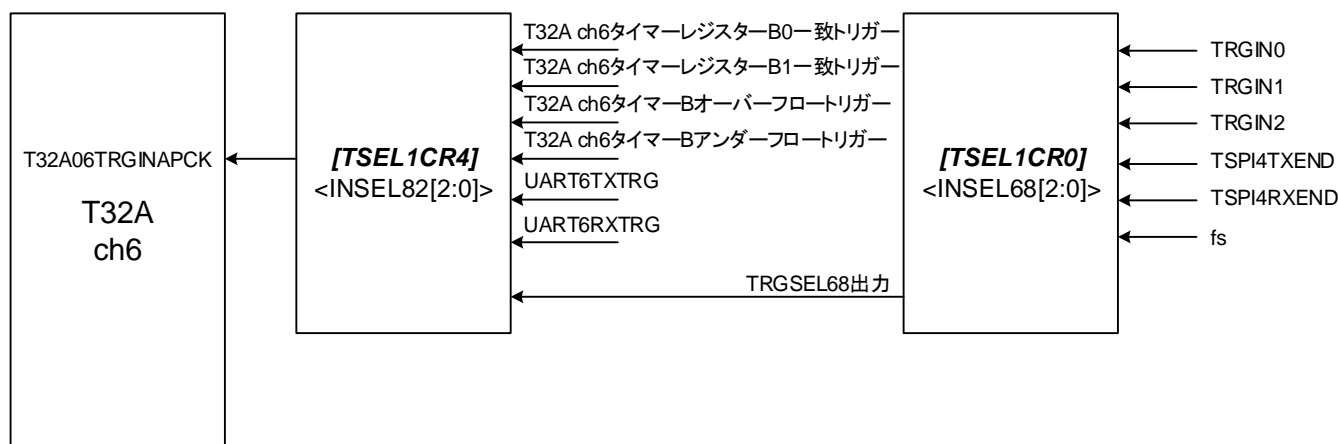 T32A06TRGINAPCK
T32A
ch6
[TSEL1CR4]
<INSEL82[2:0]>
T32A ch6タイマーレジスターB0一致トリガー
T32A ch6タイマーレジスターB1一致トリガー
T32A ch6タイマーBオーバーフロートリガー
T32A ch6タイマーBアンダーフロートリガー
UART6TXTRG
UART6RXTRG
TRGSEL68出力
[TSEL1CR0]
<INSEL68[2:0]>
TRGIN0
TRGIN1
TRGIN2
TSPI4TXEND
TSPI4RXEND
fs